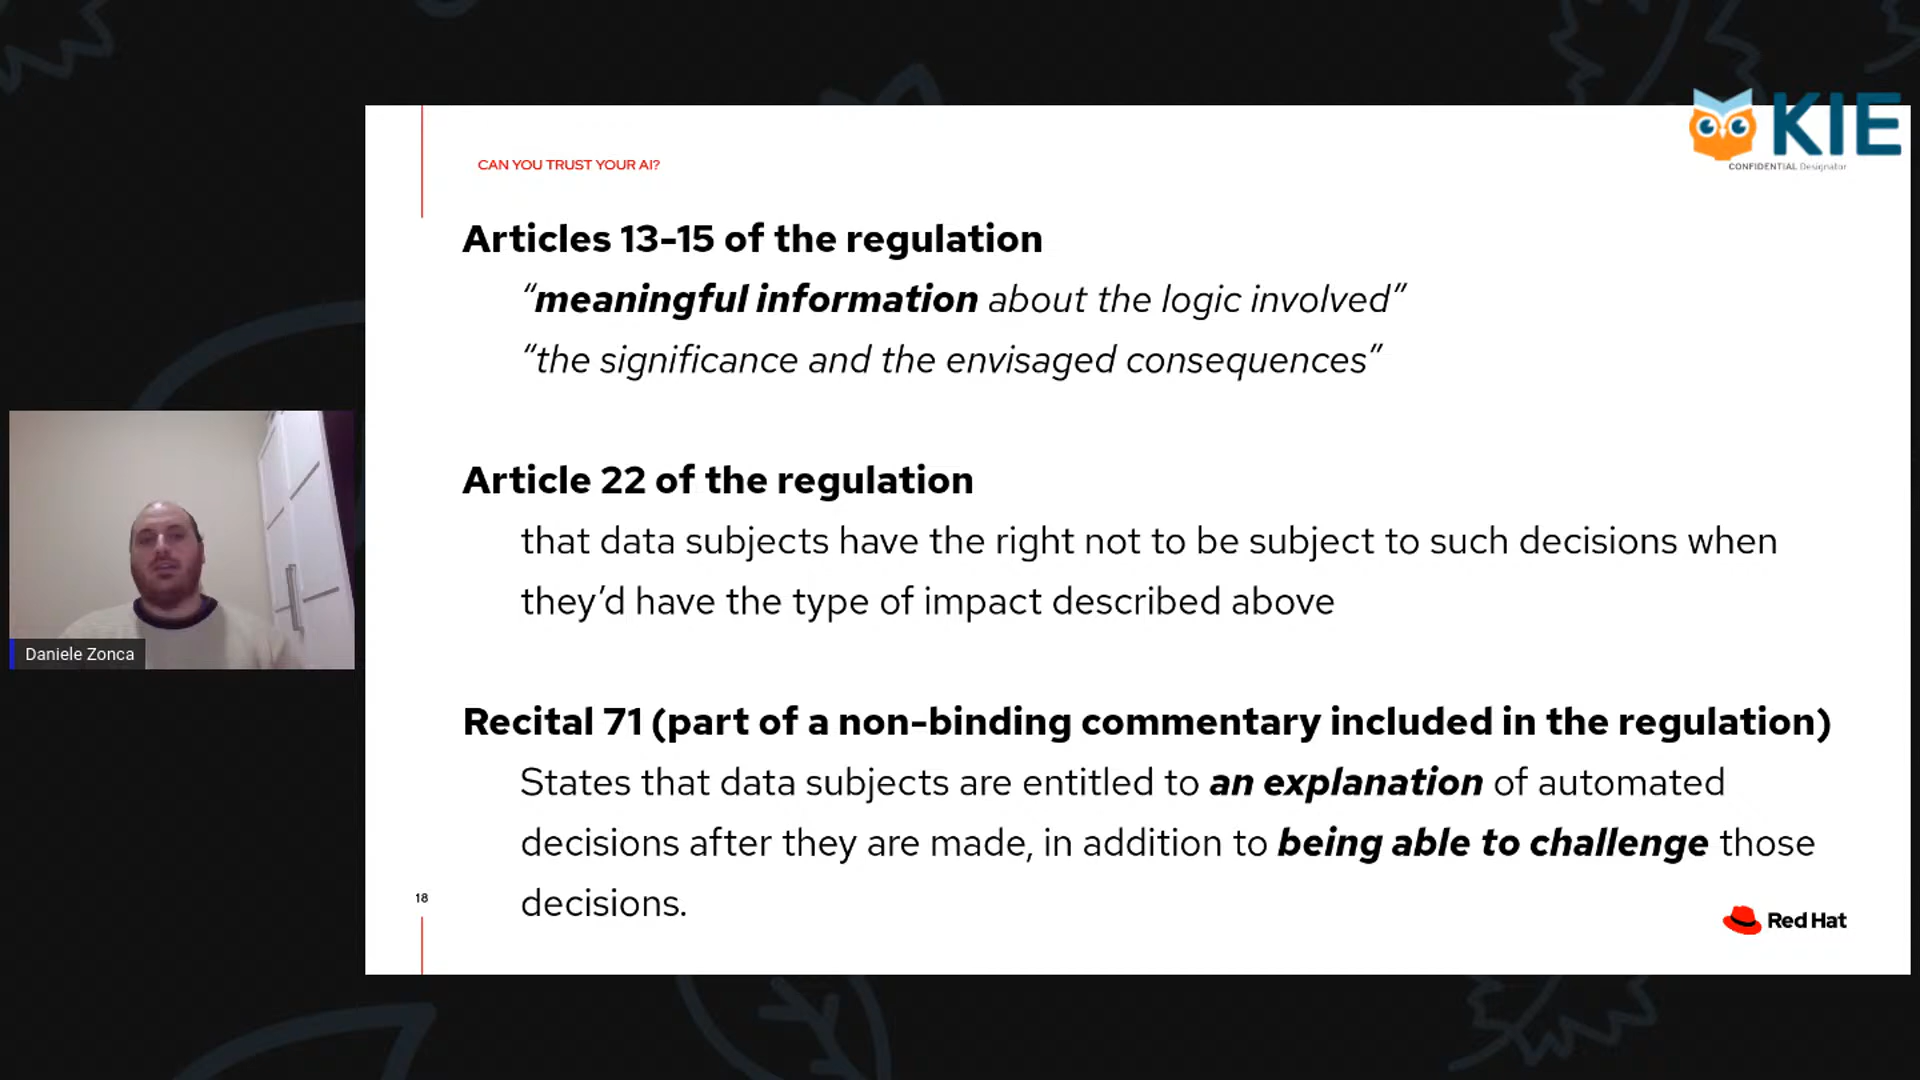 KIE
CONFIDENTIAL Designator
CAN YOU TRUST YOUR AI?
Articles 13-15 of the regulation
“meaningful information about the logic involved”
“the significance and the envisaged consequences”
Article 22 of the regulation
that data subjects have the right not to be subject to such decisions when
they’d have the type of impact described above
Recital 71 (part of a non-binding commentary included in the regulation)
States that data subjects are entitled to an explanation of automated
decisions after they are made, in addition to being able to challenge those
decisions.
18
Red Hat
Daniele Zonca